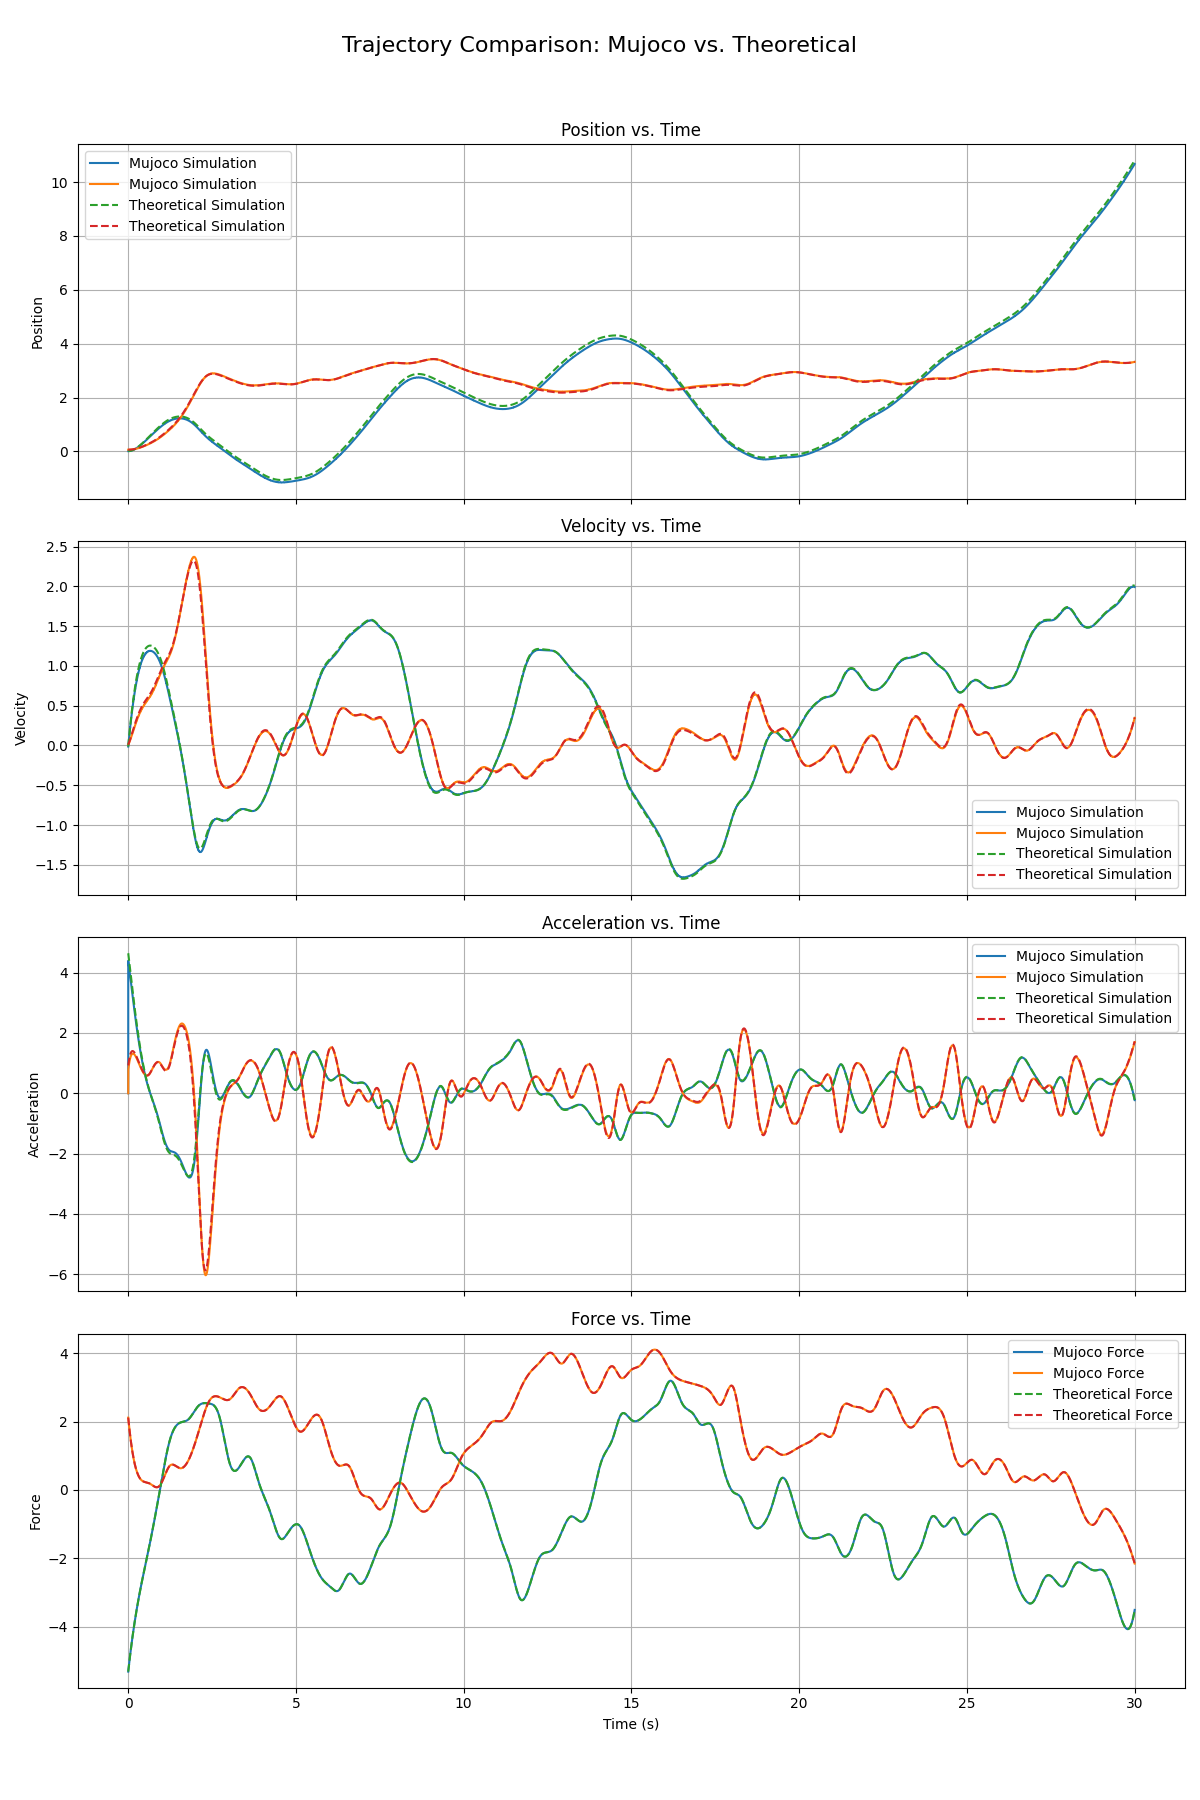 Trajectory Comparison: Mujoco vs. Theoretical
Position vs. Time
Mujoco Simulation
Mujoco Simulation
Theoretical Simulation
Theoretical Simulation
10
8
6
4
2
0
Position
Velocity vs. Time
2.5
2.0
1.5
1.0
0.5
0.0
−0.5
−1.0
−1.5
Velocity
Mujoco Simulation
Mujoco Simulation
Theoretical Simulation
Theoretical Simulation
Acceleration vs. Time
Mujoco Simulation
Mujoco Simulation
Theoretical Simulation
Theoretical Simulation
4
2
0
−2
−4
−6
Acceleration
Force vs. Time
Mujoco Force
Mujoco Force
Theoretical Force
Theoretical Force
4
2
0
−2
−4
Force
0 5 10 15 20 25 30
Time (s)